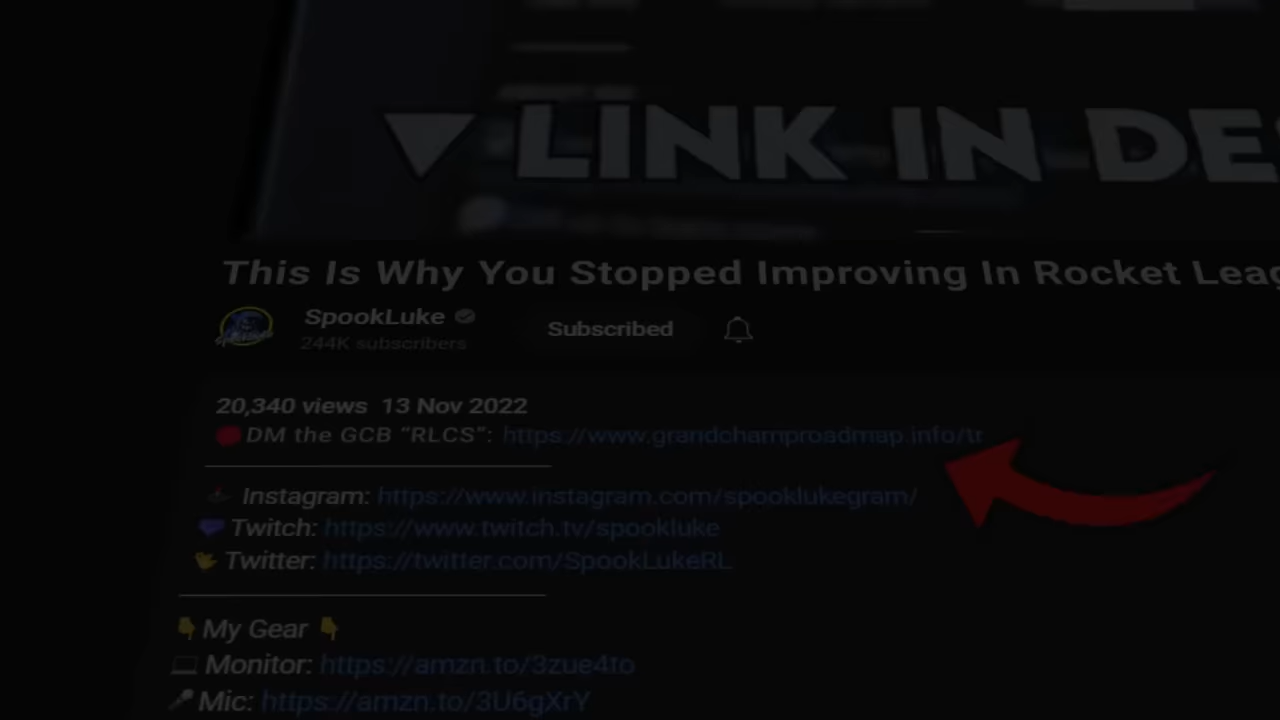 LINK IN DE
This Is Why You Stopped Improving In Rocket Leag
SpookLuke
244K subscribers
Subscribed
20,340 views 13 Nov 2022
DM the GCB “RLCS”: https://www.grandchamproadmap.info/tr
Instagram: https://www.instagram.com/spooklukegram/
Twitch: https://www.twitch.tv/spookluke
Twitter: https://twitter.com/SpookLukeRL
My Gear
Monitor: https://amzn.to/3zue4to
Mic: https://amzn.to/3U6gXrY